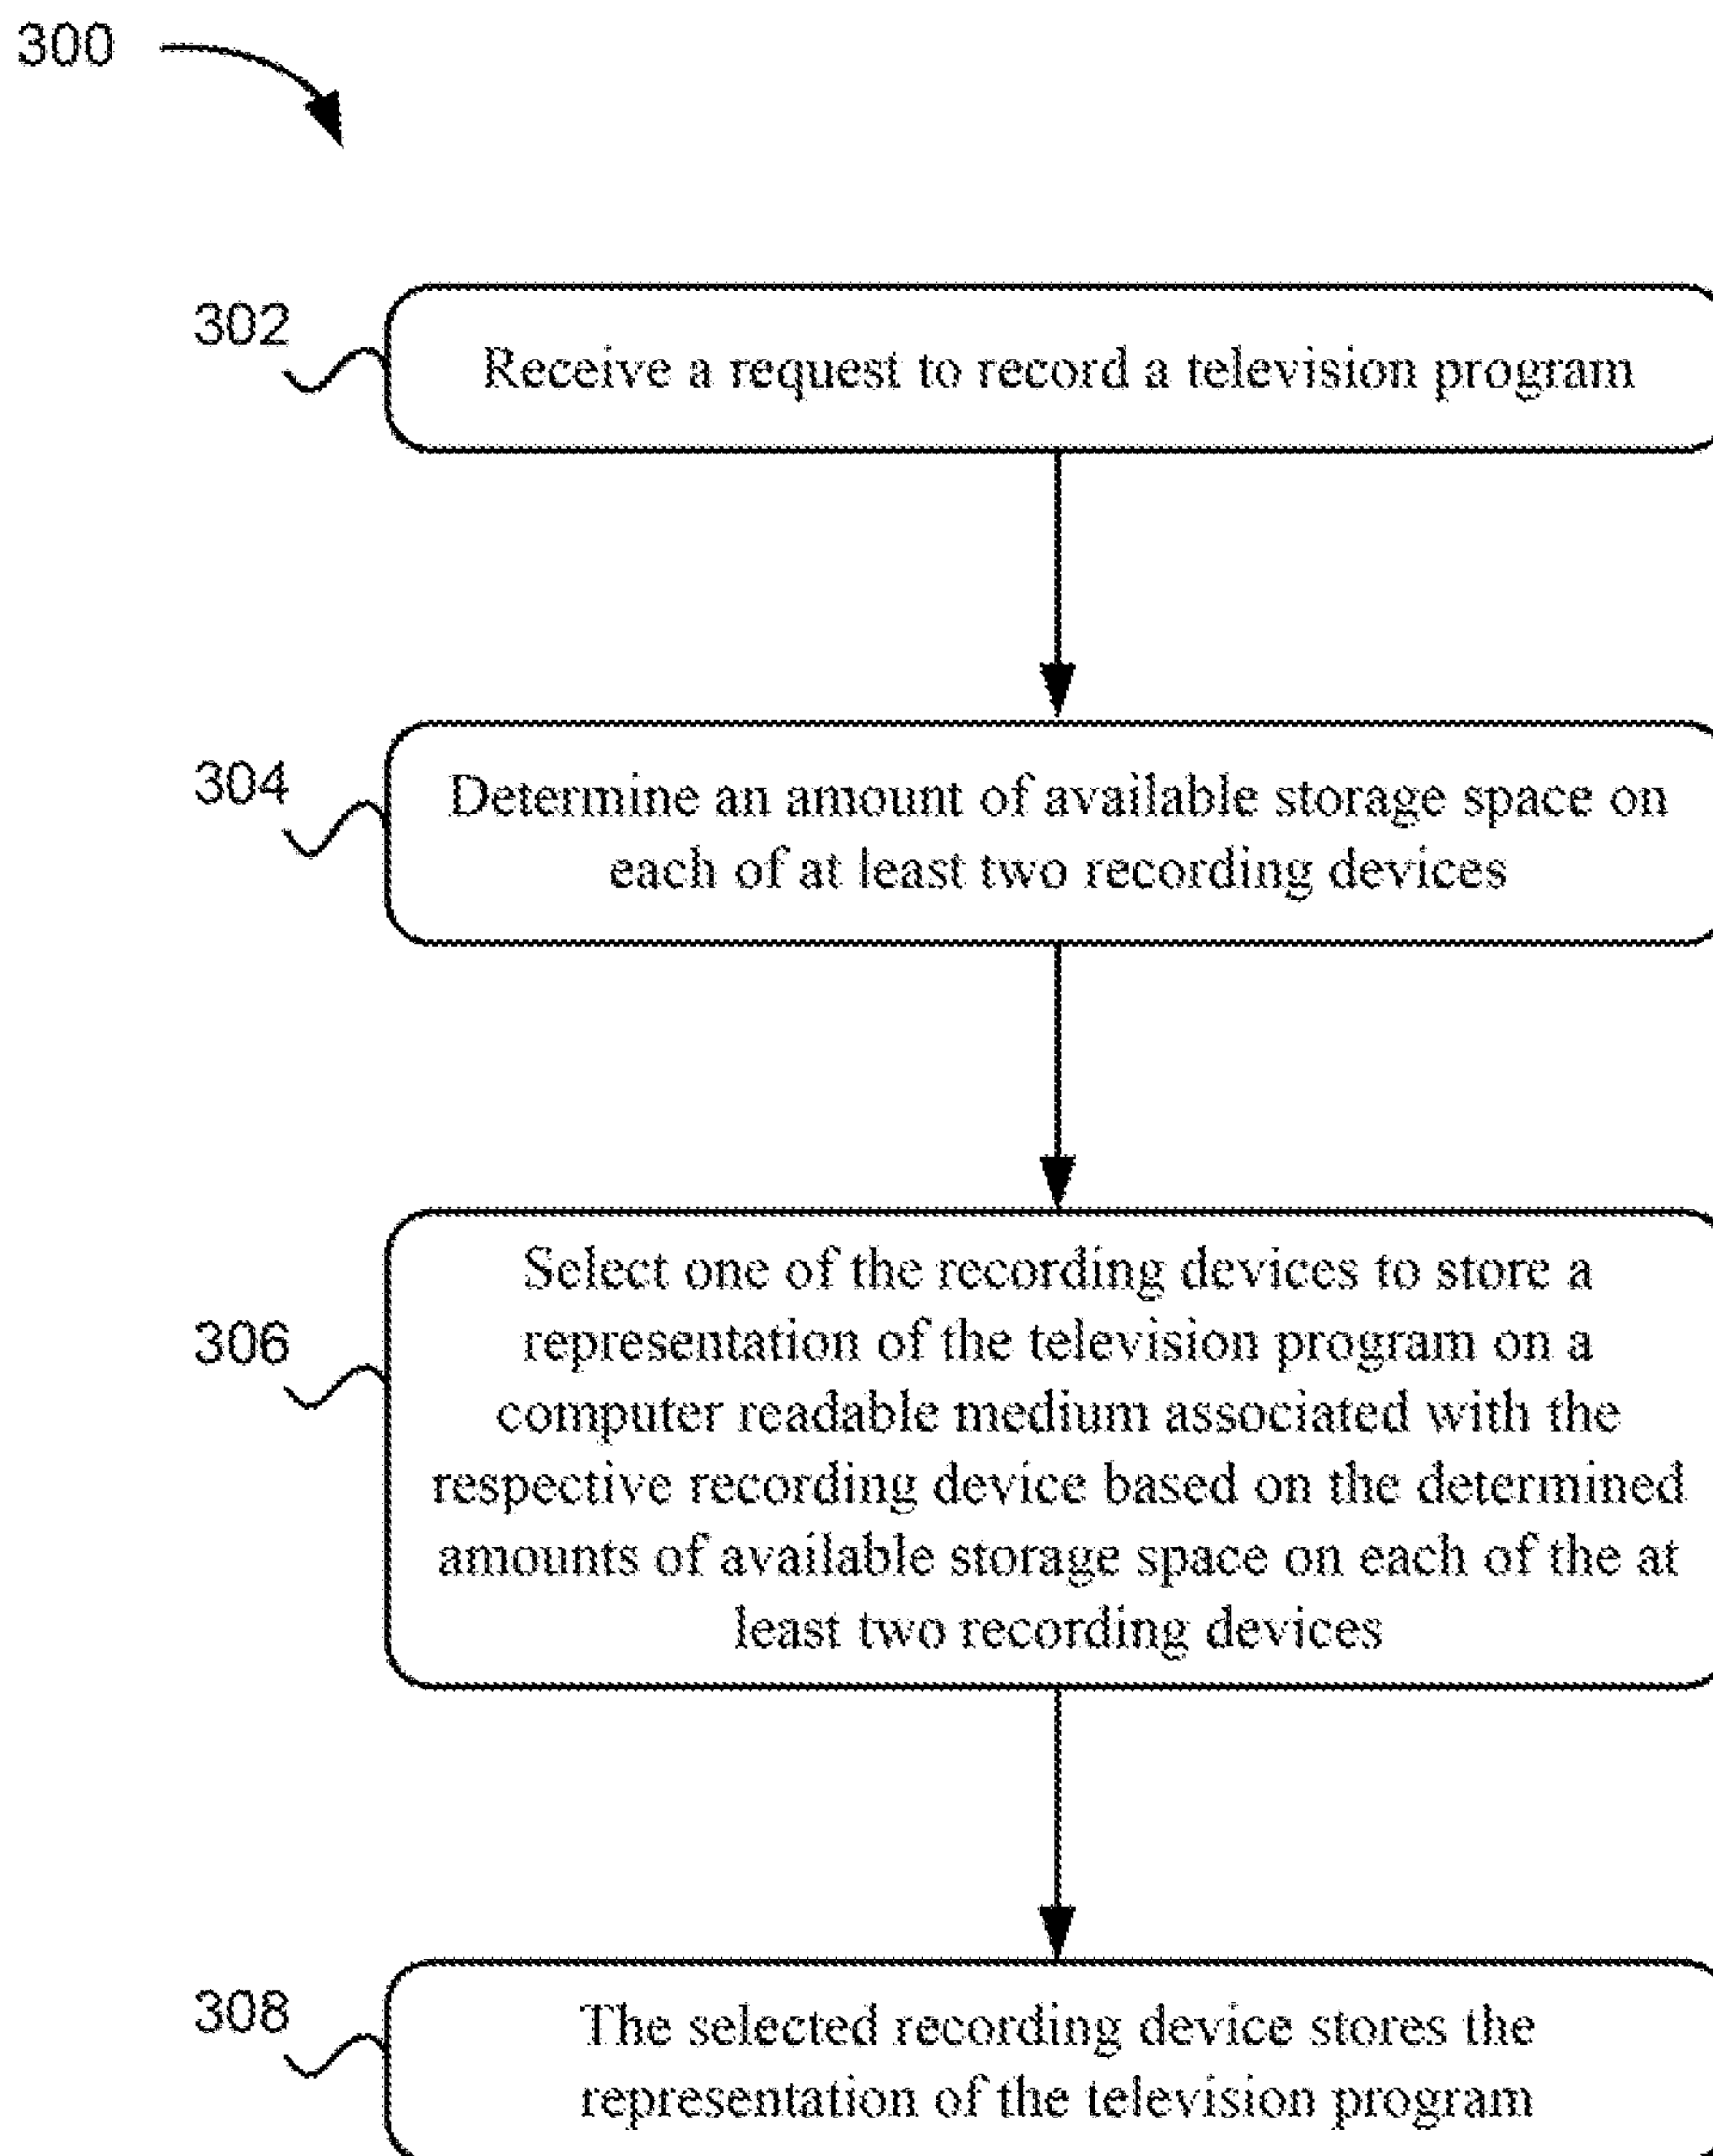 300
302
Receive a request to record a television program
304
Determine an amount of available storage space on
each of at least two recording devices
306
Select one of the recording devices to store a
representation of the television program on a
computer readable medium associated with the
respective recording device based on the determined
amounts of available storage space on each of the at
least two recording devices
308
The selected recording device stores the
representation of the television program